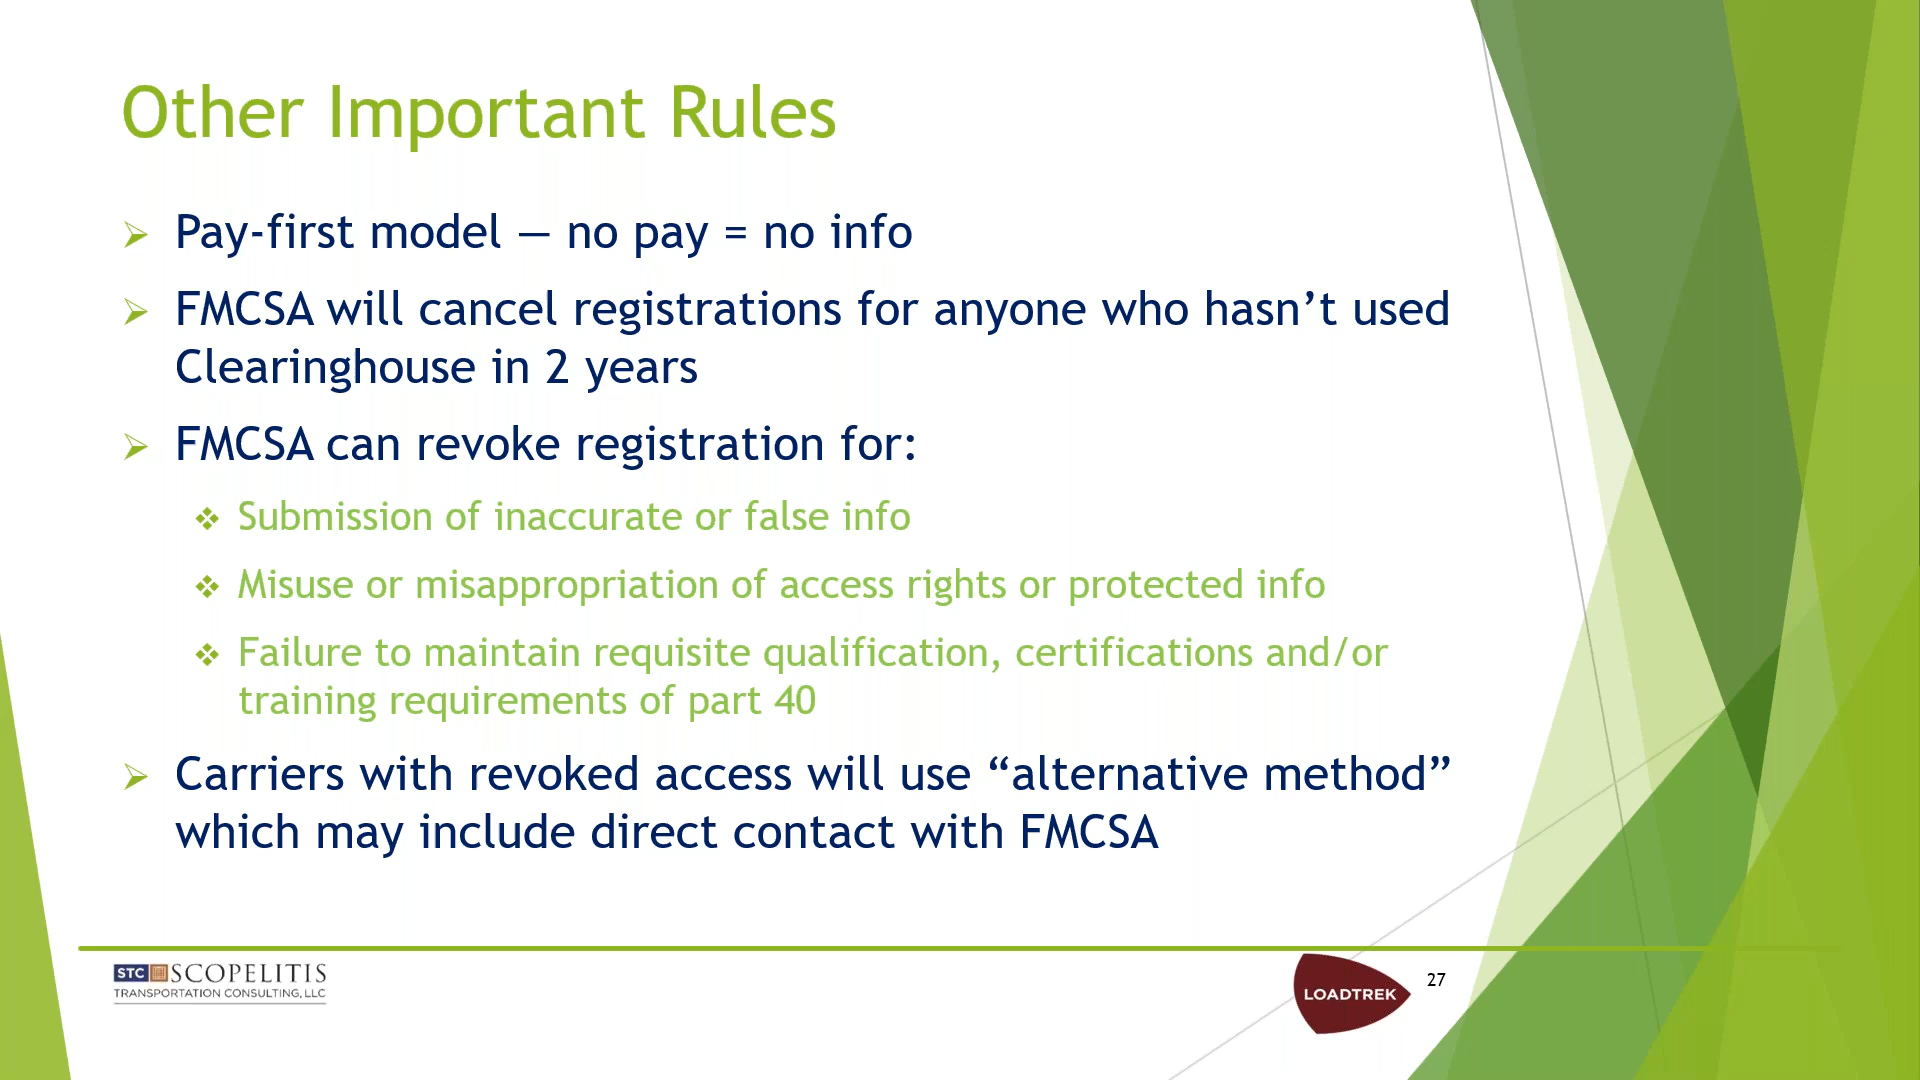 Other Important Rules
Pay-first model — no pay = no info
FMCSA will cancel registrations for anyone who hasn’t used
Clearinghouse in 2 years
FMCSA can revoke registration for:
Submission of inaccurate or false info
Misuse or misappropriation of access rights or protected info
Failure to maintain requisite qualification, certifications and/or
training requirements of part 40
Carriers with revoked access will use “alternative method”
which may include direct contact with FMCSA
STC SCOPELITIS
TRANSPORTATION CONSULTING, LLC
LOADTREK
27